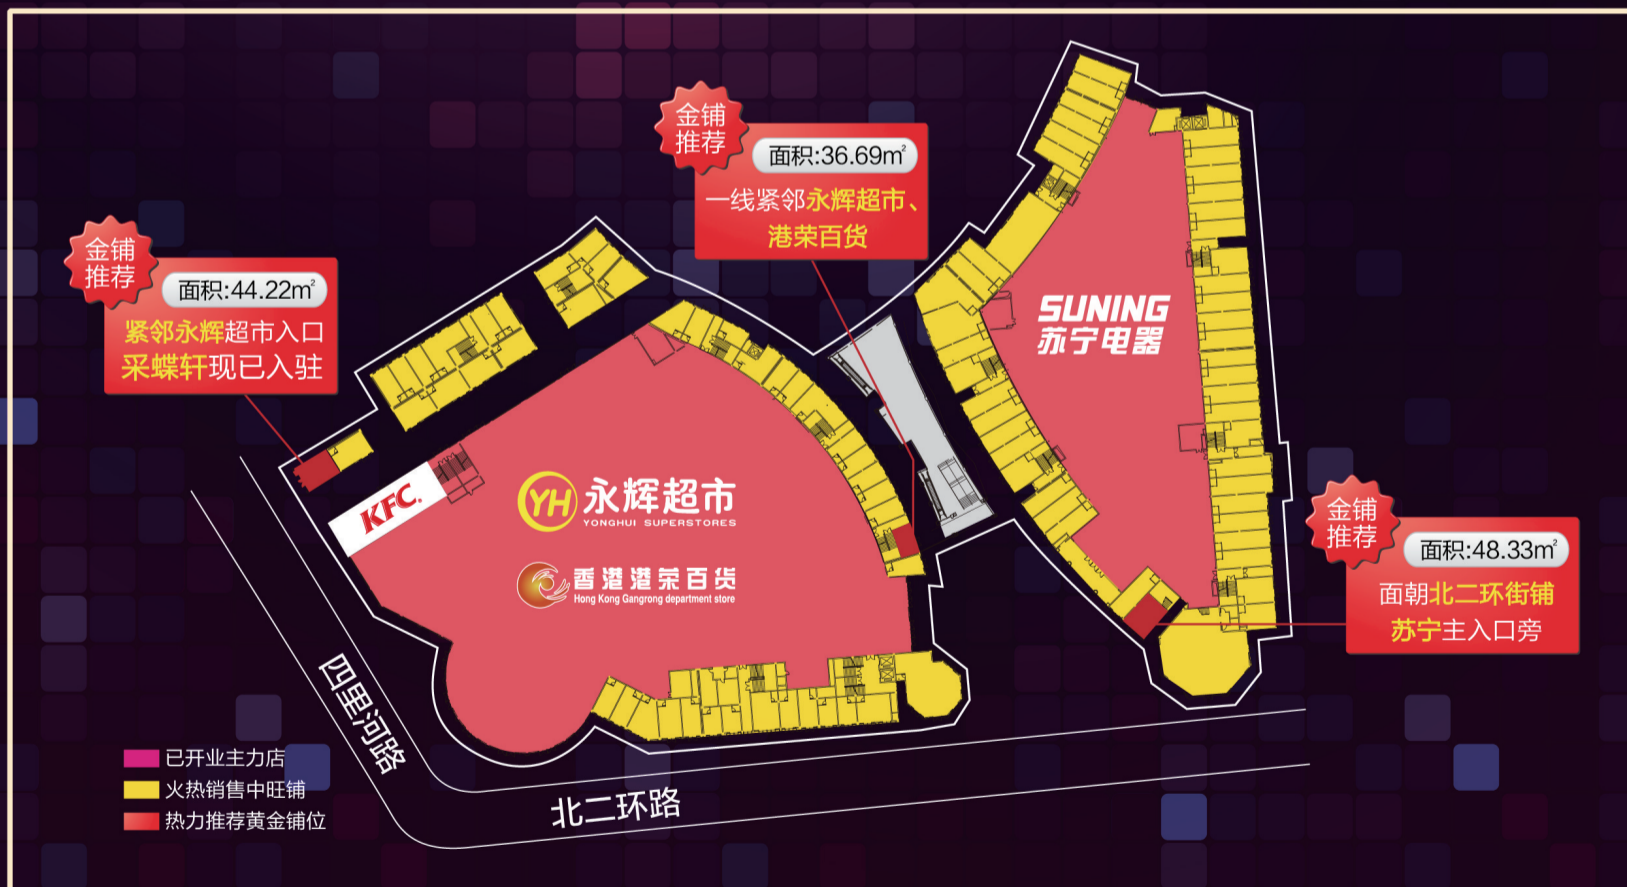 金铺
推荐
面积:36.69㎡
一线紧邻永辉超市、
港荣百货
金铺
推荐
面积:44.22㎡
紧邻永辉超市入口
采蝶轩现已入驻
SUNING
苏宁电器
KFC.
YH 永辉超市
YONGHUI SUPERSTORES
香港港荣百货
Hong Kong Gangrong department store
金铺
推荐
面积:48.33㎡
面朝北二环街铺
苏宁主入口旁
四里河路
北二环路
已开业主力店
火热销售中旺铺
热力推荐黄金铺位